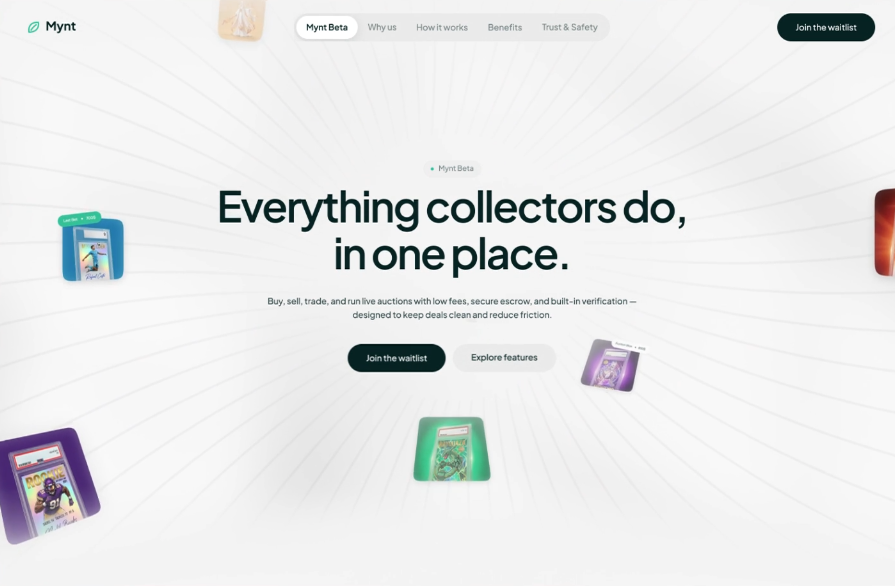 Mynt
Mynt Beta
Why us
How it works
Benefits
Trust & Safety
Join the waitlist
Mynt Beta
Everything collectors do,
in one place.
Buy, sell, trade, and run live auctions with low fees, secure escrow, and built-in verification —
designed to keep deals clean and reduce friction.
Join the waitlist
Explore features
ROOKIE